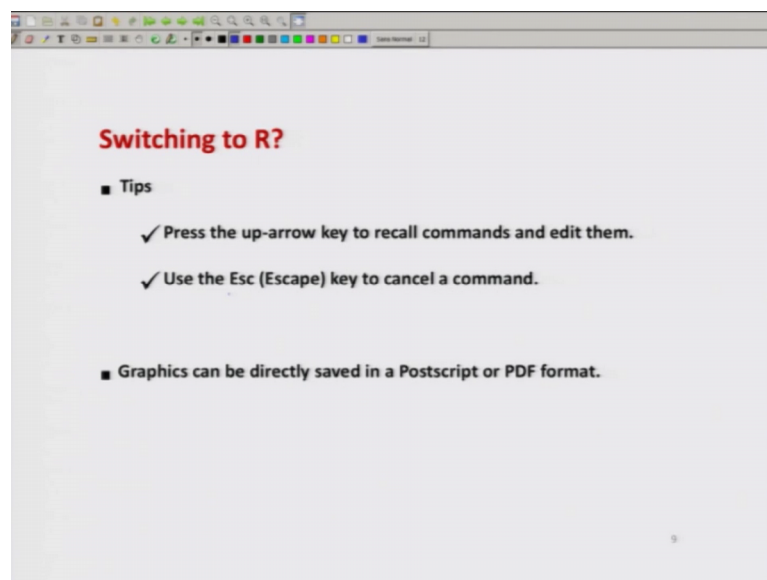 Switching to R?
Tips
Press the up-arrow key to recall commands and edit them.
Use the Esc (Escape) key to cancel a command.
Graphics can be directly saved in a Postscript or PDF format.
9